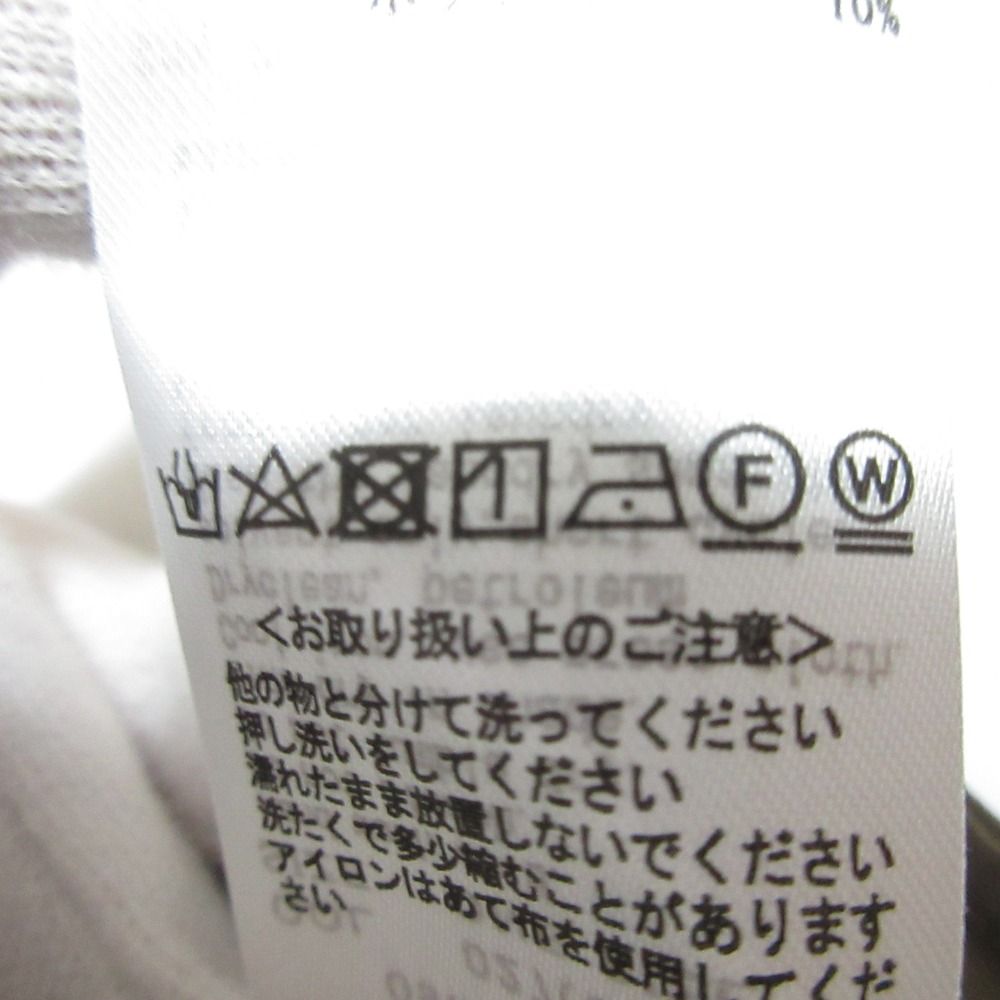 10%
F W
<お取り扱い上のご注意>
他の物と分けて洗ってください
押し洗いをしてください
濡れたまま放置しないでください
洗たくで多少縮むことがあります
アイロンはあて布を使用してくだ
さい